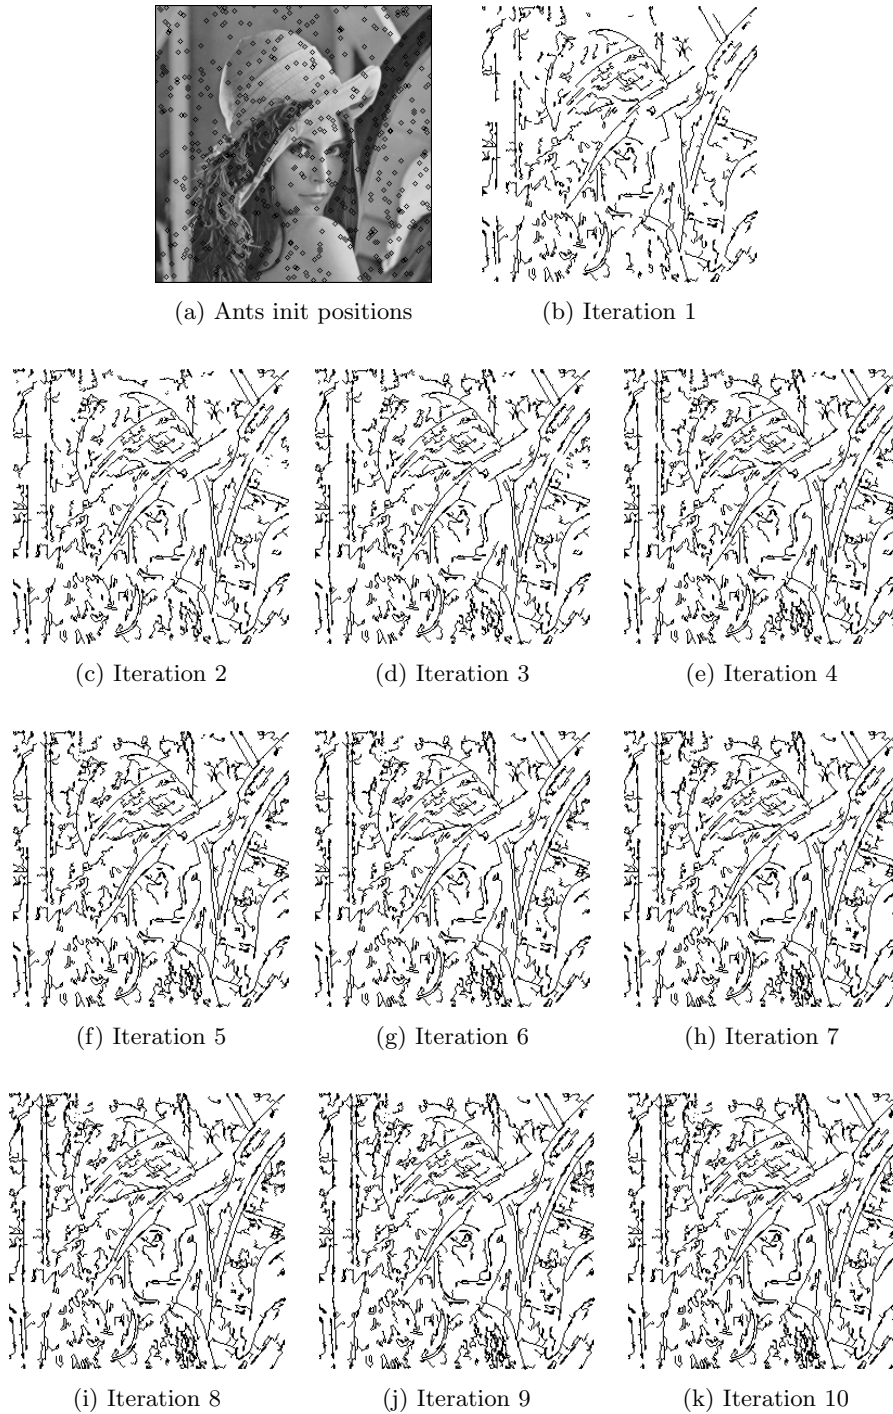 (a) Ants init positions
(b) Iteration 1
(c) Iteration 2
(d) Iteration 3
(e) Iteration 4
(f) Iteration 5
(g) Iteration 6
(h) Iteration 7
(i) Iteration 8
(j) Iteration 9
(k) Iteration 10